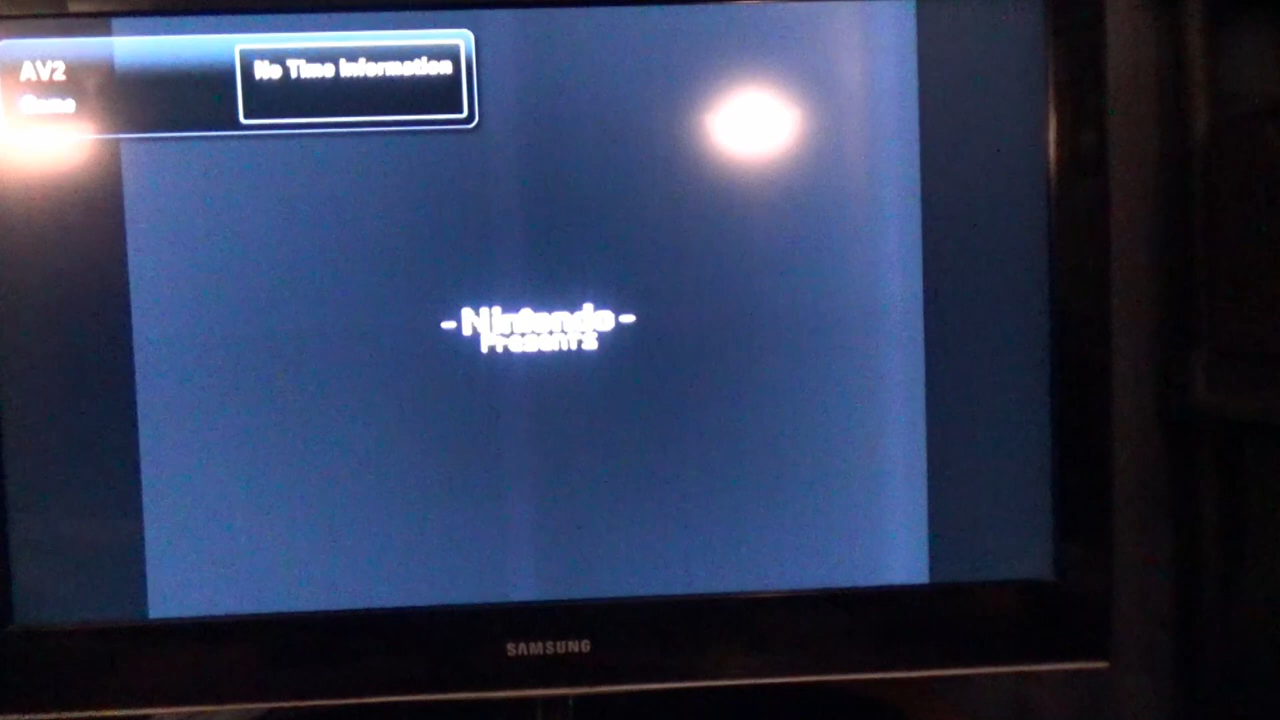 AV2
No Time Information
Game
-Nintendo-
Presents
SAMSUNG